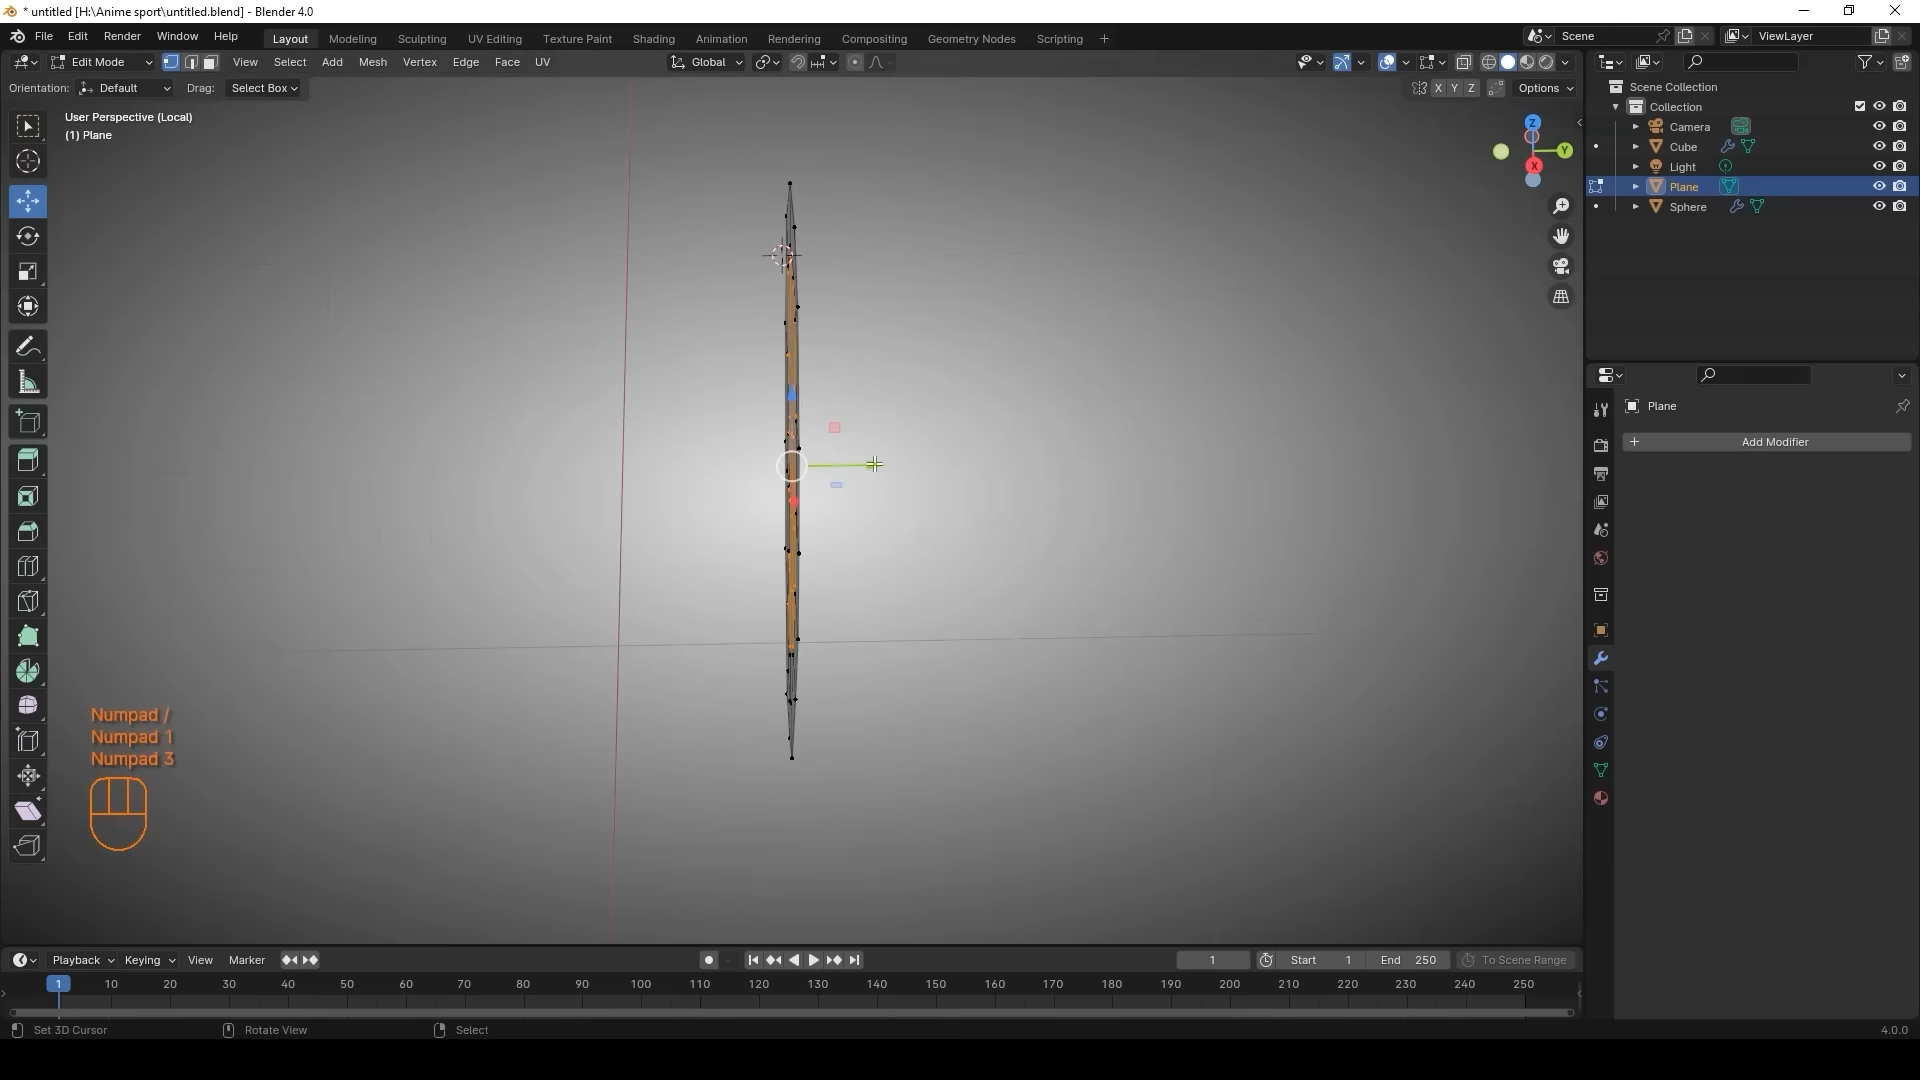 * untitled [H:\Anime sport\untitled.blend] - Blender 4.0
File Edit Render Window Help Layout Modeling Sculpting UV Editing Texture Paint Shading Animation Rendering Compositing Geometry Nodes Scripting + Scene ViewLayer
Edit Mode View Select Add Mesh Vertex Edge Face UV Global
Orientation: Default Drag: Select Box X Y Z Options
Scene Collection
Collection
Camera
Cube
Light
Plane
Sphere
User Perspective (Local)
(1) Plane
Z
Y
X
Plane
+ Add Modifier
Numpad /
Numpad 1
Numpad 3
Playback Keying View Marker 1 Start 1 End 250 To Scene Range
1 10 20 30 40 50 60 70 80 90 100 110 120 130 140 150 160 170 180 190 200 210 220 230 240 250
Set 3D Cursor Rotate View Select 4.0.0